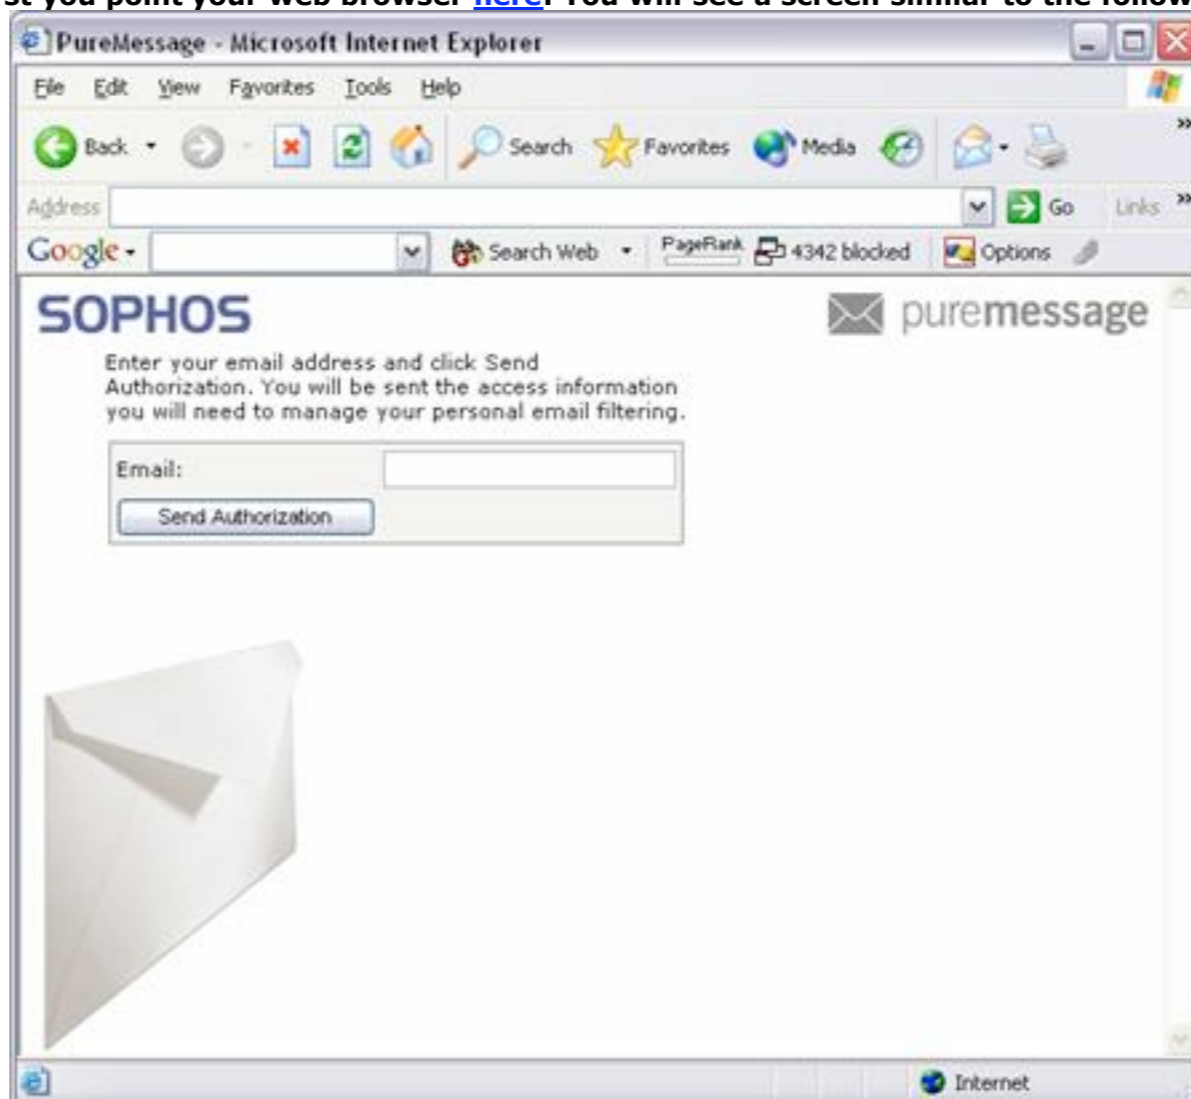 st you point your web browser here. You will see a screen similar to the follow
PureMessage - Microsoft Internet Explorer
File Edit View Favorites Tools Help
Back Search Favorites Media
Address Go Links
Google Search Web PageRank 4342 blocked Options
SOPHOS puremessage
Enter your email address and click Send
Authorization. You will be sent the access information
you will need to manage your personal email filtering.
Email:
Send Authorization
Internet